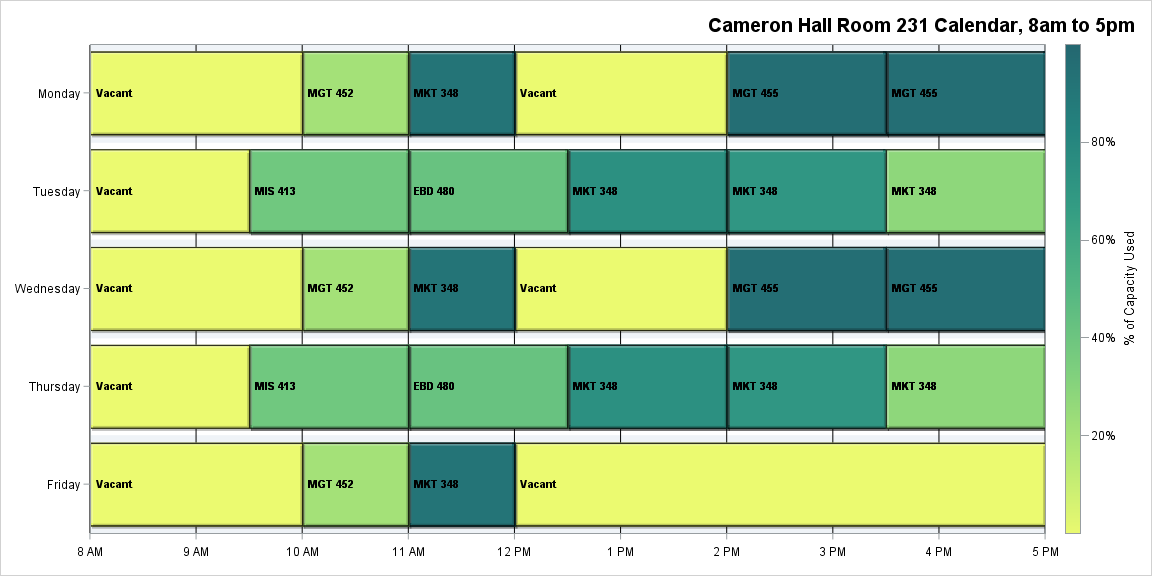 Cameron Hall Room 231 Calendar, 8am to 5pm
Monday
Vacant
MGT 452
MKT 348
Vacant
MGT 455
MGT 455
Tuesday
Vacant
MIS 413
EBD 480
MKT 348
MKT 348
MKT 348
Wednesday
Vacant
MGT 452
MKT 348
Vacant
MGT 455
MGT 455
Thursday
Vacant
MIS 413
EBD 480
MKT 348
MKT 348
MKT 348
Friday
Vacant
MGT 452
MKT 348
Vacant
8 AM
9 AM
10 AM
11 AM
12 PM
1 PM
2 PM
3 PM
4 PM
5 PM
80%
60%
40%
20%
% of Capacity Used